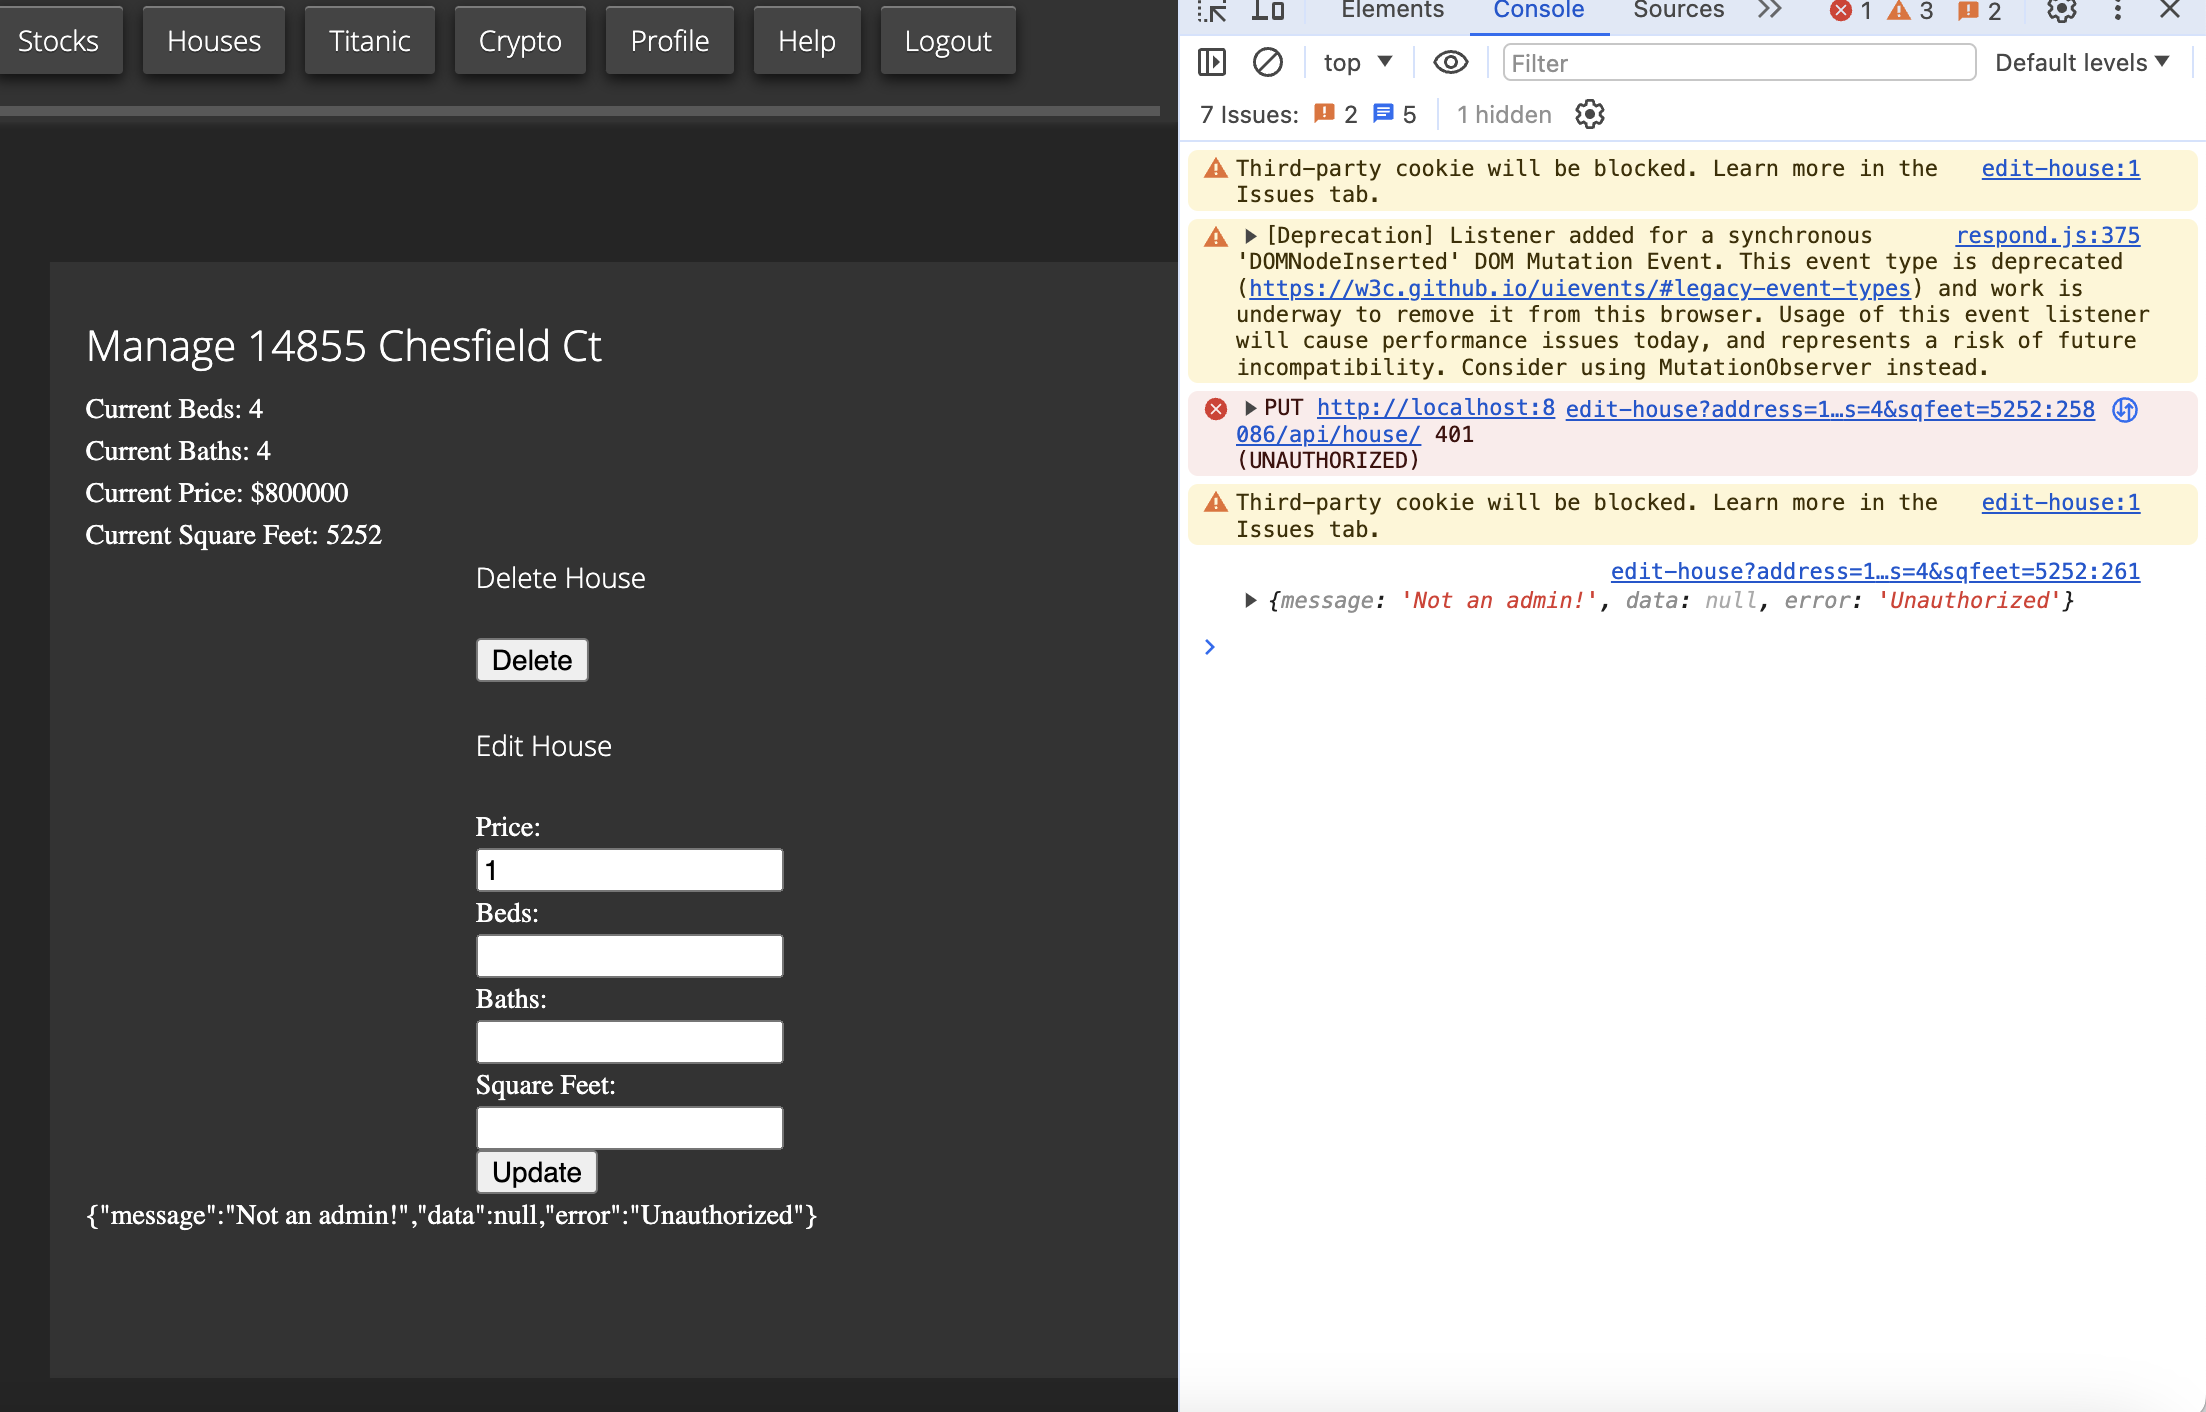 Stocks
Houses
Titanic
Crypto
Profile
Help
Logout
Manage 14855 Chesfield Ct
Current Beds: 4
Current Baths: 4
Current Price: $800000
Current Square Feet: 5252
Delete House
Delete
Edit House
Price:
1
Beds:
Baths:
Square Feet:
Update
{"message":"Not an admin!","data":null,"error":"Unauthorized"}
Elements
Console
Sources
1
3
2
top
Filter
Default levels
7 Issues:
2
5
1 hidden
Third-party cookie will be blocked. Learn more in the
Issues tab.
edit-house:1
[Deprecation] Listener added for a synchronous
respond.js:375
'DOMNodeInserted' DOM Mutation Event. This event type is deprecated
(https://w3c.github.io/uievents/#legacy-event-types) and work is
underway to remove it from this browser. Usage of this event listener
will cause performance issues today, and represents a risk of future
incompatibility. Consider using MutationObserver instead.
PUT http://localhost:8
edit-house?address=1…s=4&sqfeet=5252:258
086/api/house/ 401
(UNAUTHORIZED)
Third-party cookie will be blocked. Learn more in the
Issues tab.
edit-house:1
edit-house?address=1…s=4&sqfeet=5252:261
{message: 'Not an admin!', data: null, error: 'Unauthorized'}